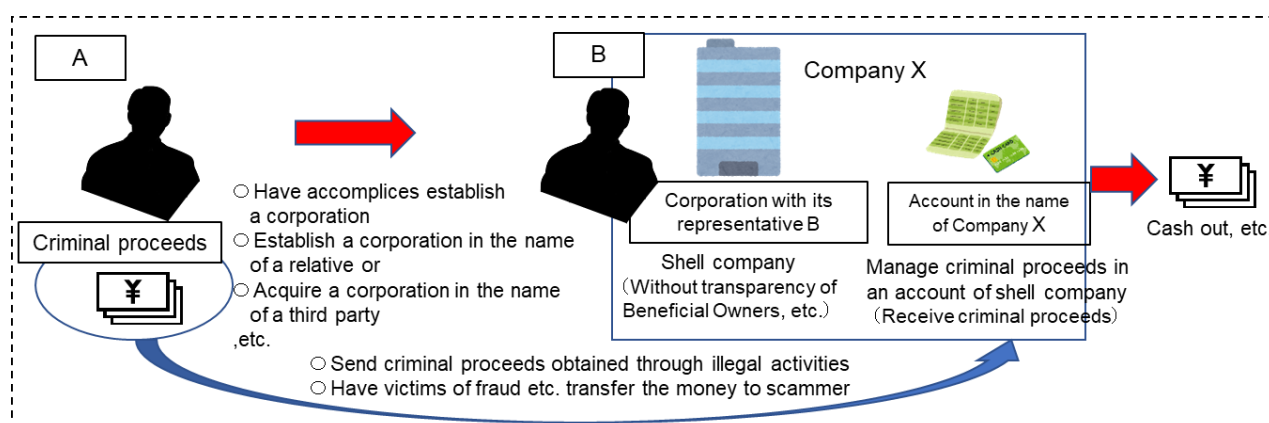 A
B
Company X
○ Have accomplices establish
a corporation
○ Establish a corporation in the name
of a relative or
○ Acquire a corporation in the name
of a third party
,etc.
Criminal proceeds
¥
Corporation with its
representative B
Account in the name
of Company X
Shell company
（Without transparency of
Beneficial Owners, etc.）
Manage criminal proceeds in
an account of shell company
（Receive criminal proceeds）
¥
Cash out, etc
○ Send criminal proceeds obtained through illegal activities
○ Have victims of fraud etc. transfer the money to scammer